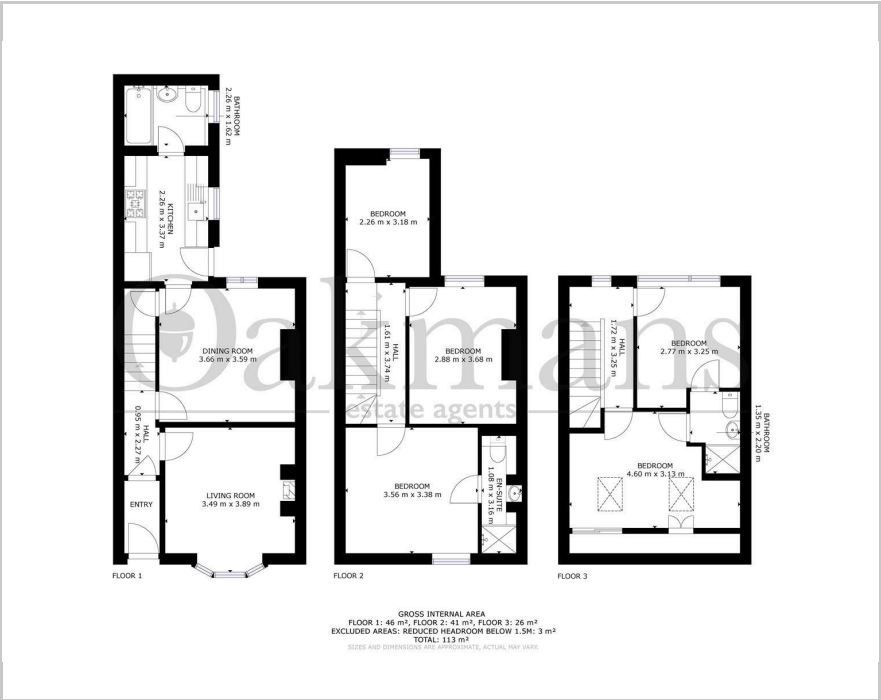 BATHROOM
2.26 m x 1.62 m
KITCHEN
2.26 m x 3.37 m
DINING ROOM
3.66 m x 3.59 m
HALL
0.95 m x 2.27 m
LIVING ROOM
3.49 m x 3.89 m
ENTRY
FLOOR 1
BEDROOM
2.26 m x 3.18 m
HALL
1.61 m x 3.74 m
BEDROOM
2.88 m x 3.68 m
BEDROOM
3.56 m x 3.38 m
EN-SUITE
1.08 m x 3.16 m
FLOOR 2
HALL
1.72 m x 3.25 m
BEDROOM
2.77 m x 3.25 m
BATHROOM
1.35 m x 2.20 m
BEDROOM
4.60 m x 3.13 m
FLOOR 3
Oakmans
estate agents
GROSS INTERNAL AREA
FLOOR 1: 46 m², FLOOR 2: 41 m², FLOOR 3: 26 m²
EXCLUDED AREAS: REDUCED HEADROOM BELOW 1.5M: 3 m²
TOTAL: 113 m²
SIZES AND DIMENSIONS ARE APPROXIMATE, ACTUAL MAY VARY.